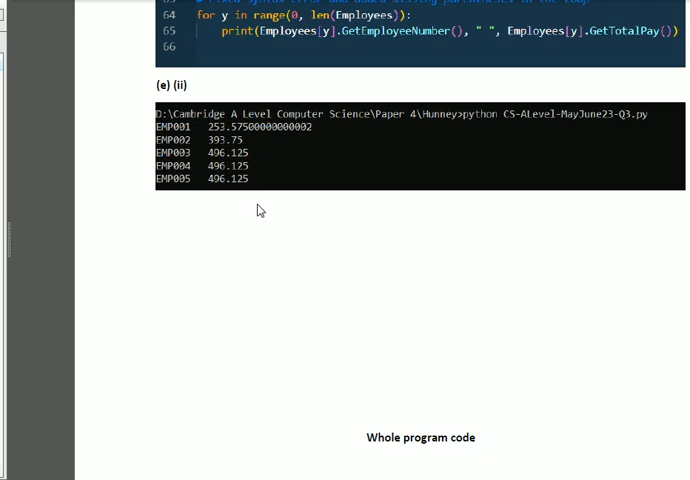 64 for y in range(0, len(Employees)):
65 print(Employees[y].GetEmployeeNumber(), " ", Employees[y].GetTotalPay())
66
(e) (ii)
D:\Cambridge A Level Computer Science\Paper 4\Hunney>python CS-ALevel-MayJune23-Q3.py
EMP001 253.57500000000002
EMP002 393.75
EMP003 496.125
EMP004 496.125
EMP005 496.125
Whole program code